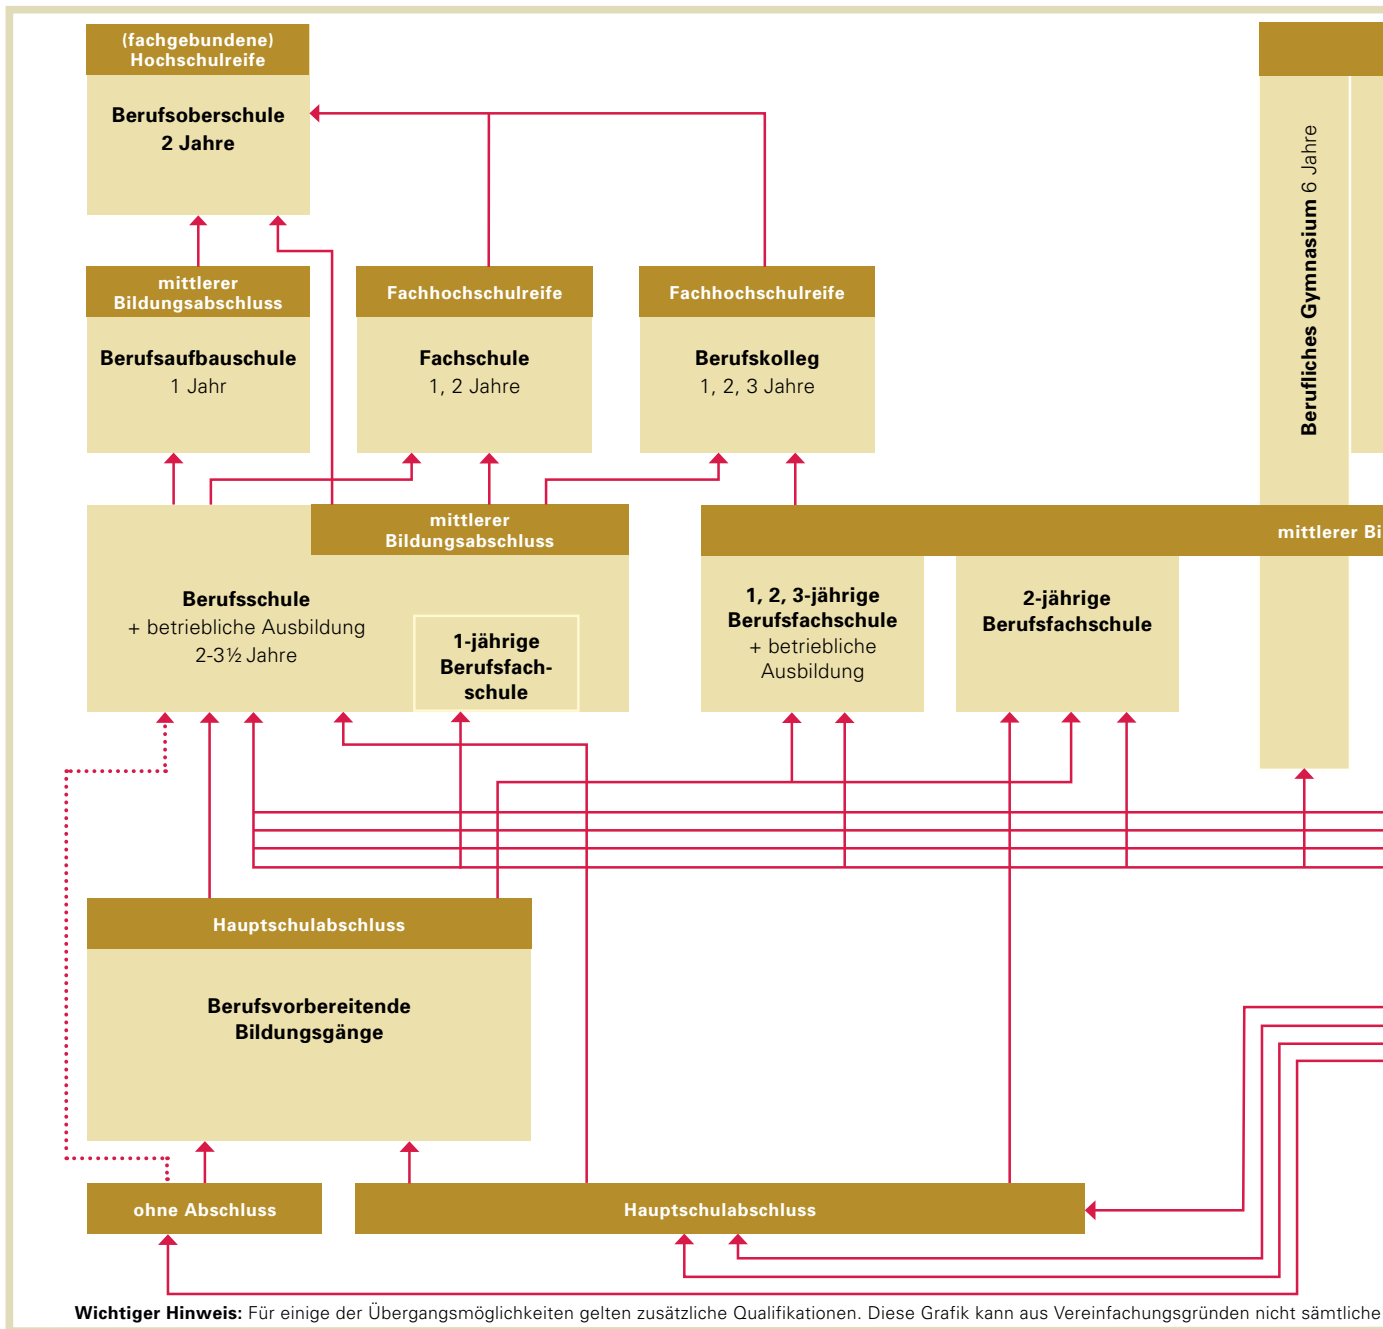 (fachgebundene)
Hochschulreife
Berufsoberschule
2 Jahre
mittlerer
Bildungsabschluss
Berufsaufbauschule
1 Jahr
Fachhochschulreife
Fachschule
1, 2 Jahre
Fachhochschulreife
Berufskolleg
1, 2, 3 Jahre
Berufliches Gymnasium 6 Jahre
mittlerer
Bildungsabschluss
Berufsschule
+ betriebliche Ausbildung
2-3½ Jahre
1-jährige
Berufsfach-
schule
mittlerer Bi
1, 2, 3-jährige
Berufsfachschule
+ betriebliche
Ausbildung
2-jährige
Berufsfachschule
Hauptschulabschluss
Berufsvorbereitende
Bildungsgänge
ohne Abschluss
Hauptschulabschluss
Wichtiger Hinweis: Für einige der Übergangsmöglichkeiten gelten zusätzliche Qualifikationen. Diese Grafik kann aus Vereinfachungsgründen nicht sämtliche